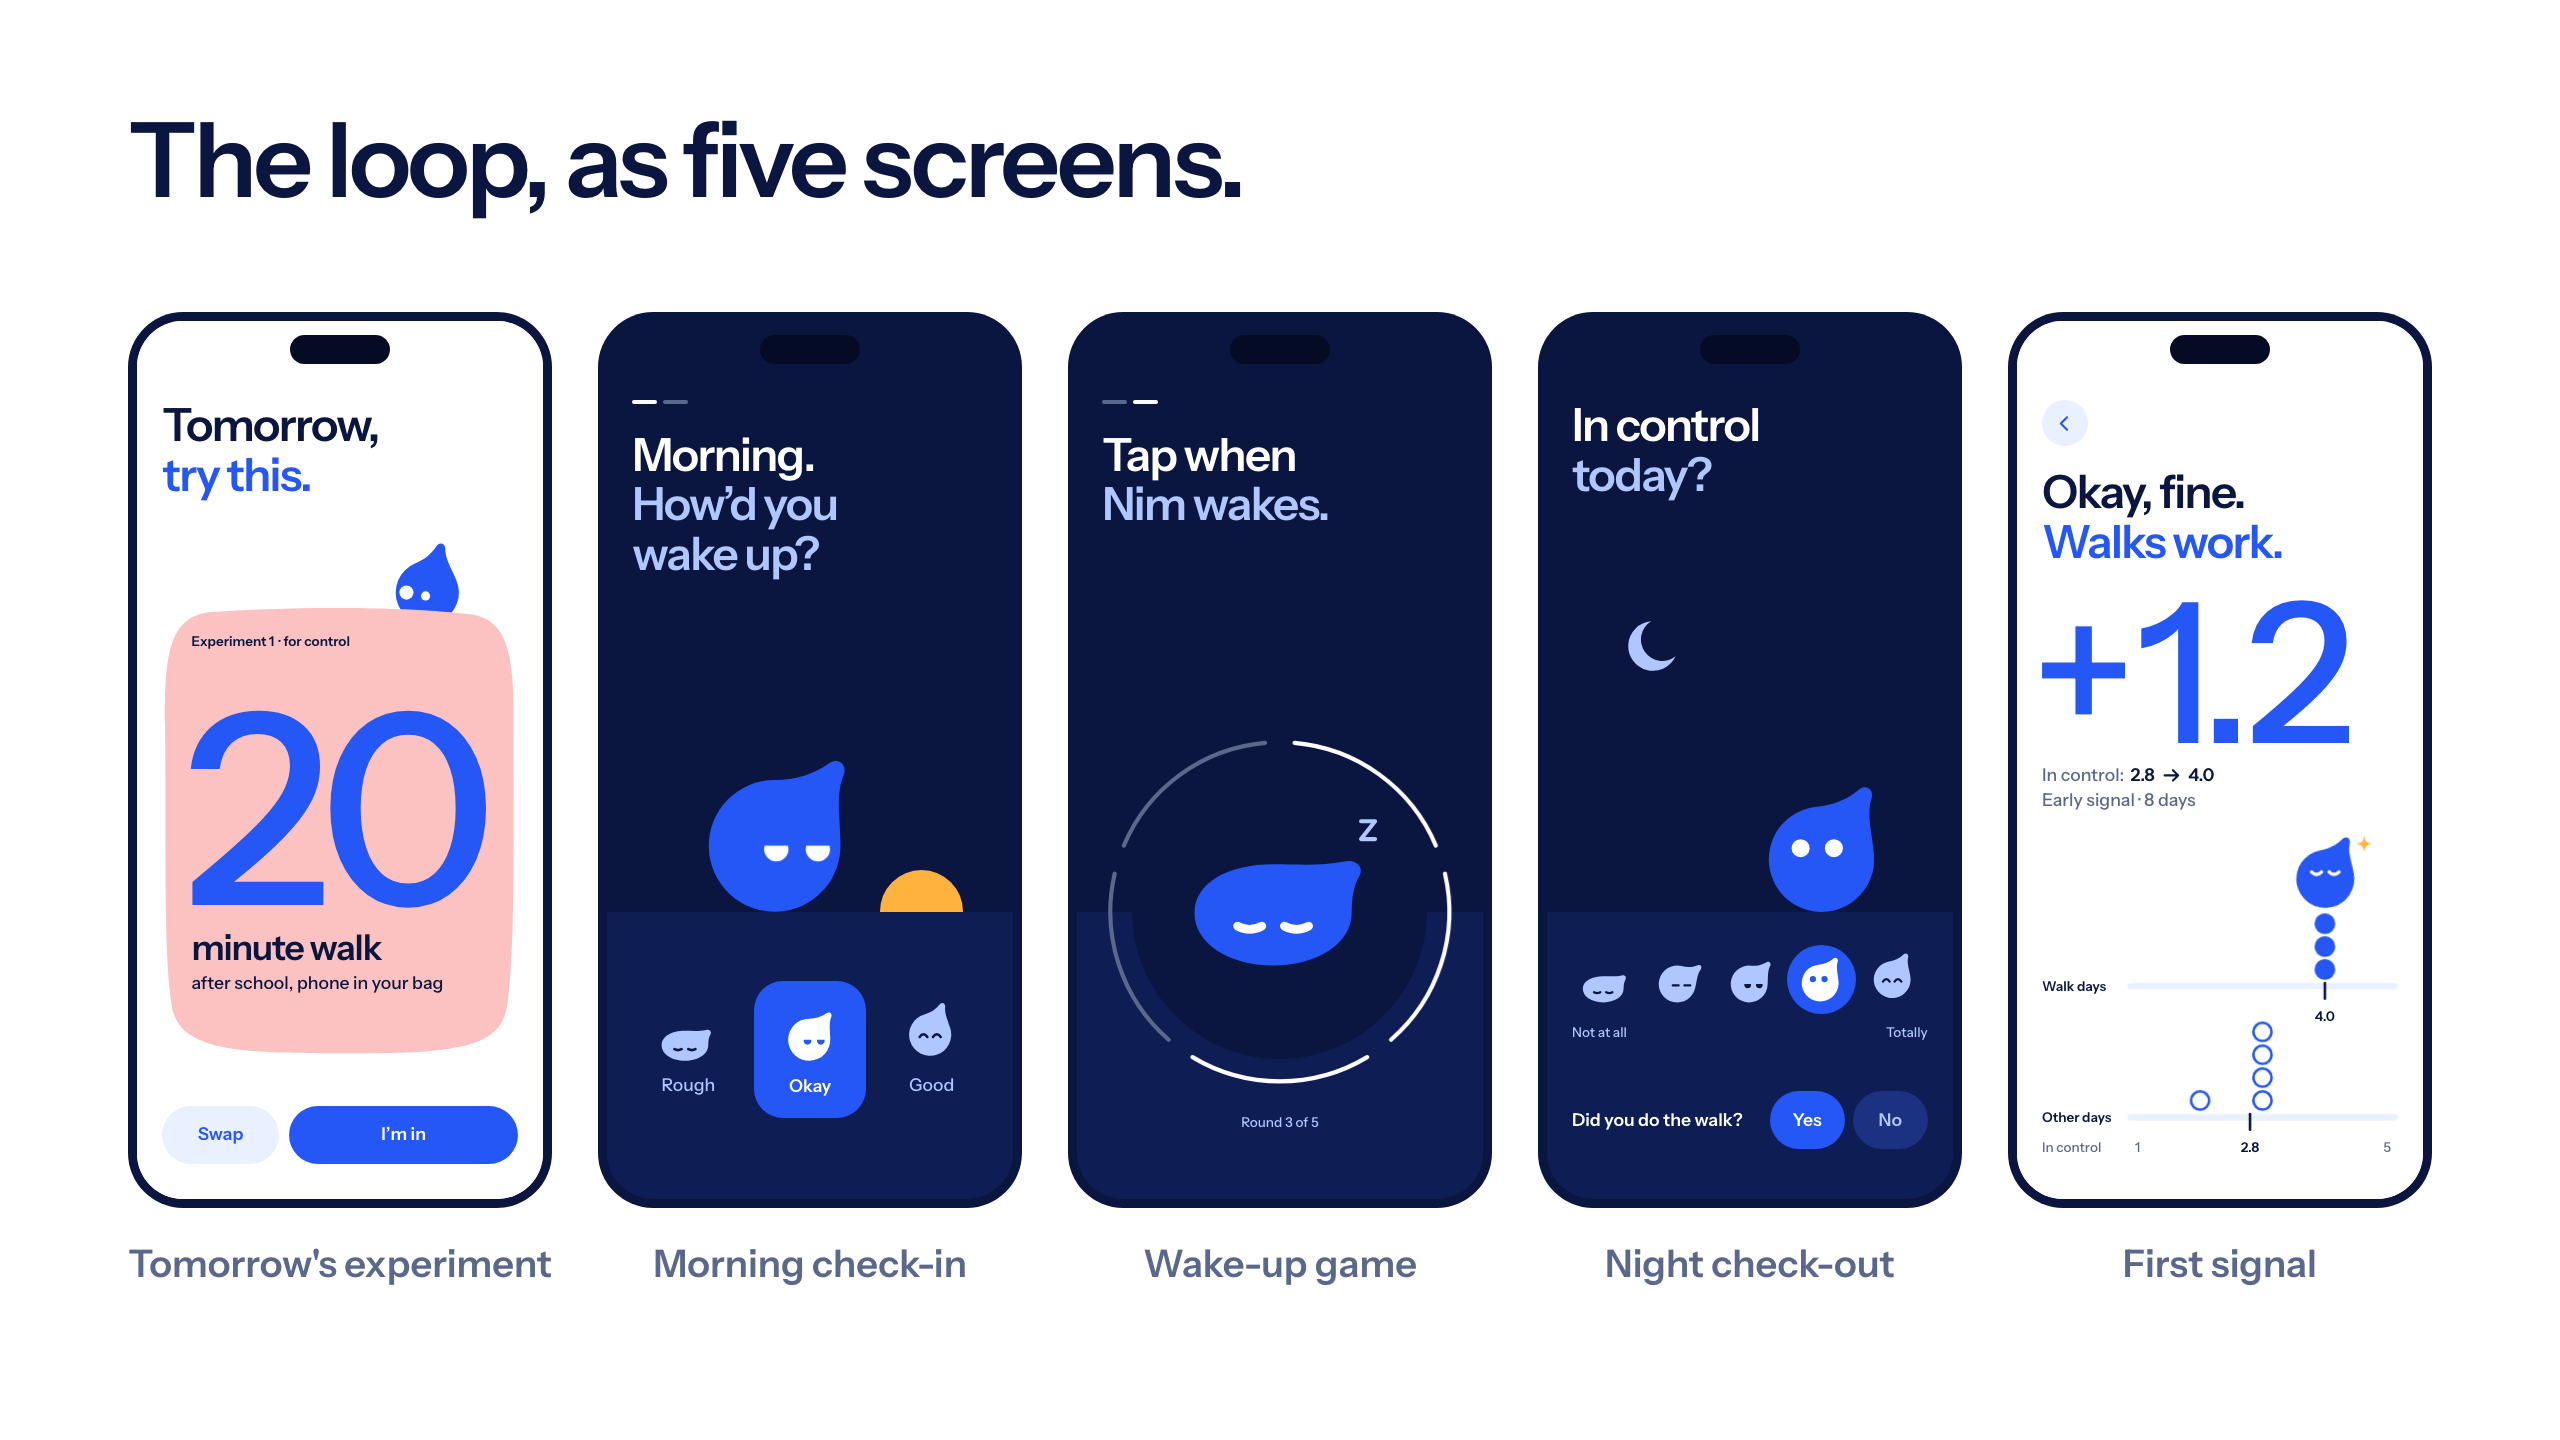 The loop, as five screens.
Tomorrow,
try this.
Experiment 1 · for control
20
minute walk
after school, phone in your bag
Swap
I’m in
Tomorrow's experiment
Morning.
How’d you
wake up?
Rough
Okay
Good
Morning check-in
Tap when
Nim wakes.
z
Round 3 of 5
Wake-up game
In control
today?
Not at all
Totally
Did you do the walk?
Yes
No
Night check-out
Okay, fine.
Walks work.
+1.2
In control: 2.8 → 4.0
Early signal · 8 days
Walk days
4.0
Other days
In control 1 2.8 5
First signal